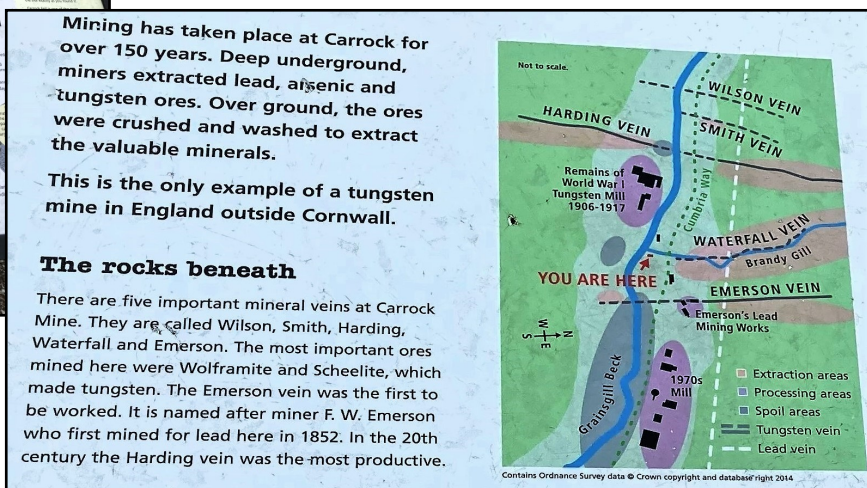 Mining has taken place at Carrock for
over 150 years. Deep underground,
miners extracted lead, arsenic and
tungsten ores. Over ground, the ores
were crushed and washed to extract
the valuable minerals.
This is the only example of a tungsten
mine in England outside Cornwall.
The rocks beneath
There are five important mineral veins at Carrock
Mine. They are called Wilson, Smith, Harding,
Waterfall and Emerson. The most important ores
mined here were Wolframite and Scheelite, which
made tungsten. The Emerson vein was the first to
be worked. It is named after miner F. W. Emerson
who first mined for lead here in 1852. In the 20th
century the Harding vein was the most productive.
Not to scale.
WILSON VEIN
HARDING VEIN
SMITH VEIN
Remains of
World War I
Tungsten Mill
1906-1917
Cumbria Way
WATERFALL VEIN
Brandy Gill
YOU ARE HERE
EMERSON VEIN
Emerson's Lead
Mining Works
N
E
S
W
Grainsgill Beck
1970s
Mill
Extraction areas
Processing areas
Spoil areas
Tungsten vein
Lead vein
Contains Ordnance Survey data © Crown copyright and database right 2014